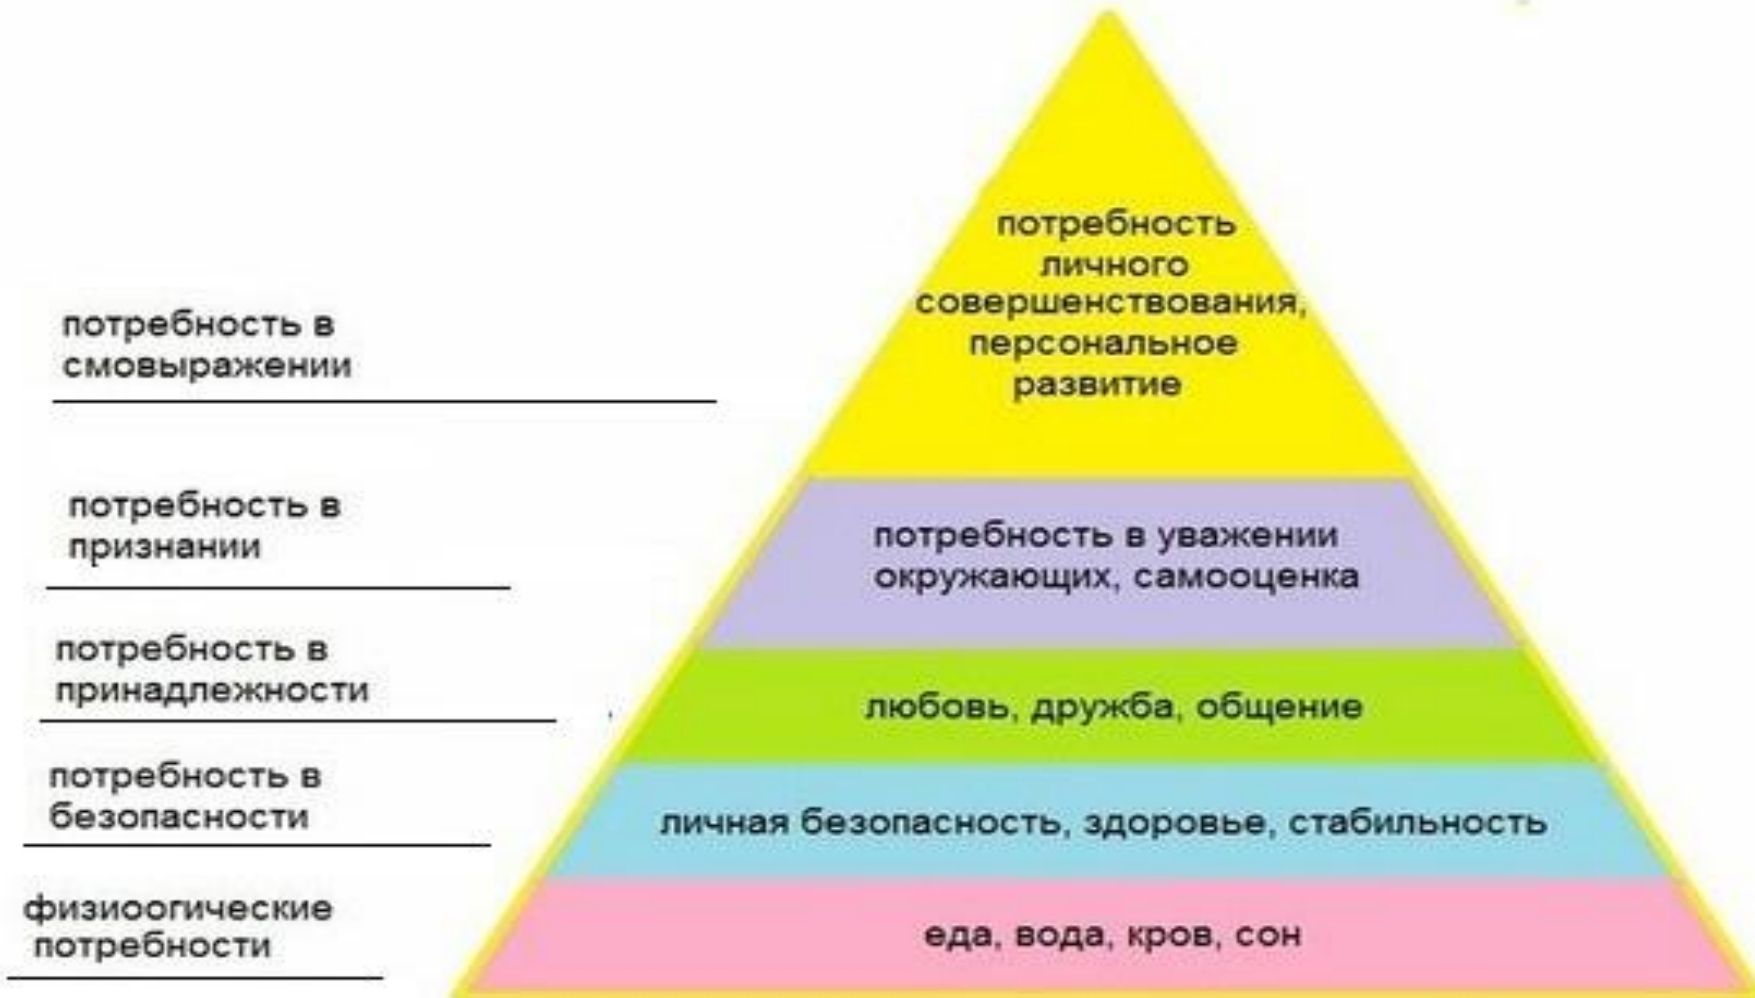 потребность
личного
совершенствования,
персональное
развитие
потребность в
смовыражении
потребность в
признании
потребность в уважении
окружающих, самооценка
потребность в
принадлежности
любовь, дружба, общение
потребность в
безопасности
личная безопасность, здоровье, стабильность
физиоогические
потребности
еда, вода, кров, сон